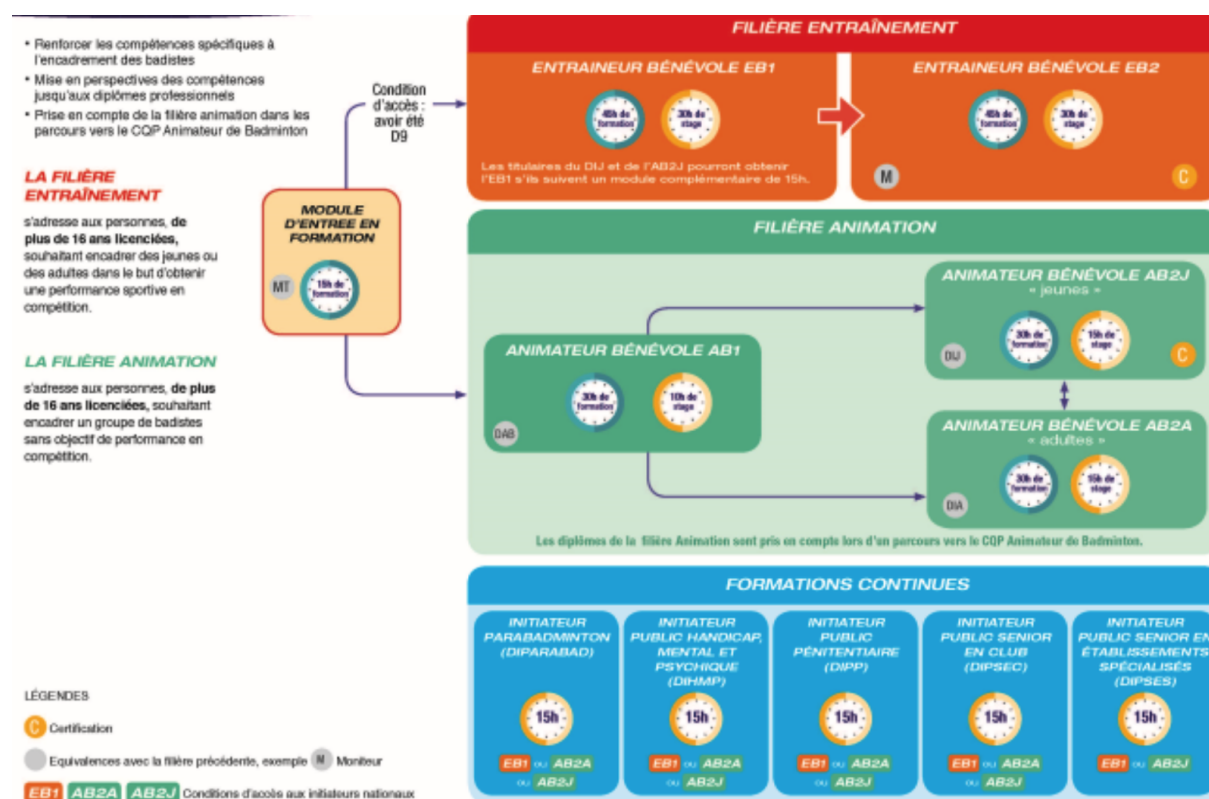 • Renforcer les compétences spécifiques à
l'encadrement des badistes
• Mise en perspectives des compétences
jusqu'aux diplômes professionnels
• Prise en compte de la filière animation dans les
parcours vers le CQP Animateur de Badminton
LA FILIÈRE
ENTRAÎNEMENT
s'adresse aux personnes, de
plus de 16 ans licenciées,
souhaitant encadrer des jeunes ou
des adultes dans le but d'obtenir
une performance sportive en
compétition.
LA FILIÈRE ANIMATION
s'adresse aux personnes, de plus
de 16 ans licenciées, souhaitant
encadrer un groupe de badistes
sans objectif de performance en
compétition.
Condition
d'accès :
avoir été
D9
MODULE
D'ENTREE EN
FORMATION
MT
15h de
formation
FILIÈRE ENTRAÎNEMENT
ENTRAINEUR BÉNÉVOLE EB1
45h de
formation
30h de
stage
Les titulaires du DIJ et de l'AB2J pourront obtenir
l'EB1 s'ils suivent un module complémentaire de 15h.
ENTRAINEUR BÉNÉVOLE EB2
45h de
formation
30h de
stage
M
C
FILIÈRE ANIMATION
ANIMATEUR BÉNÉVOLE AB1
30h de
formation
10h de
stage
DAB
ANIMATEUR BÉNÉVOLE AB2J
« jeunes »
30h de
formation
15h de
stage
DIJ
C
ANIMATEUR BÉNÉVOLE AB2A
« adultes »
30h de
formation
15h de
stage
DIA
Les diplômes de la filière Animation sont pris en compte lors d'un parcours vers le CQP Animateur de Badminton.
FORMATIONS CONTINUES
INITIATEUR
PARABADMINTON
(DIPARABAD)
15h
EB1 ou AB2A
ou AB2J
INITIATEUR
PUBLIC HANDICAP,
MENTAL ET
PSYCHIQUE
(DIHMP)
15h
EB1 ou AB2A
ou AB2J
INITIATEUR
PUBLIC
PÉNITENTIAIRE
(DIPP)
15h
EB1 ou AB2A
ou AB2J
INITIATEUR
PUBLIC SENIOR
EN CLUB
(DIPSEC)
15h
EB1 ou AB2A
ou AB2J
INITIATEUR
PUBLIC SENIOR EN
ÉTABLISSEMENTS
SPÉCIALISÉS
(DIPSES)
15h
EB1 ou AB2J
LÉGENDES
C Certification
Equivalences avec la filière précédente, exemple M Moniteur
EB1 AB2A AB2J Conditions d'accès aux initiateurs nationaux